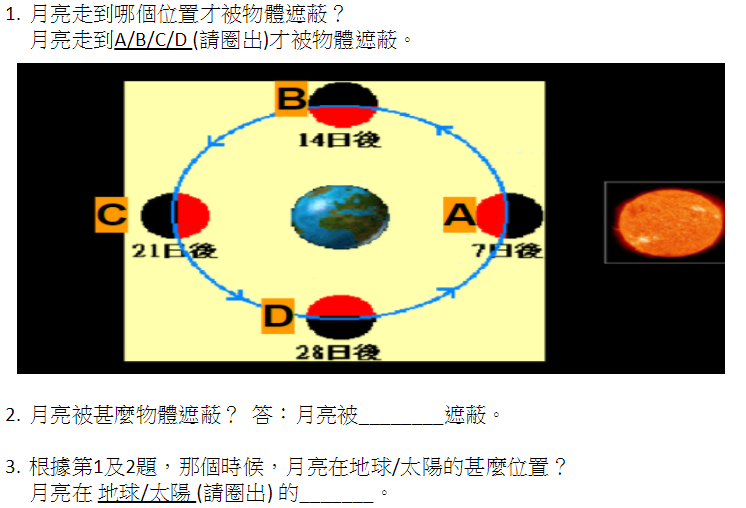 1. 月亮走到哪個位置才被物體遮蔽？
月亮走到A/B/C/D (請圈出)才被物體遮蔽。
B
14日後
C
21日後
A
7日後
D
28日後
2. 月亮被甚麼物體遮蔽？ 答：月亮被________遮蔽。
3. 根據第1及2題，那個時候，月亮在地球/太陽的甚麼位置？
月亮在 地球/太陽 (請圈出) 的_______。